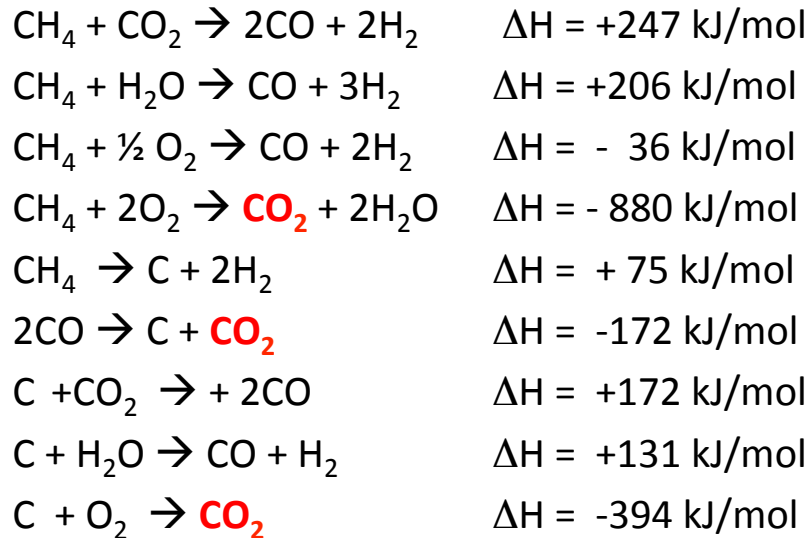 CH₄ + CO₂ → 2CO + 2H₂ ΔH = +247 kJ/mol
CH₄ + H₂O → CO + 3H₂ ΔH = +206 kJ/mol
CH₄ + ½ O₂ → CO + 2H₂ ΔH = - 36 kJ/mol
CH₄ + 2O₂ → CO₂ + 2H₂O ΔH = - 880 kJ/mol
CH₄ → C + 2H₂ ΔH = + 75 kJ/mol
2CO → C + CO₂ ΔH = -172 kJ/mol
C +CO₂ → + 2CO ΔH = +172 kJ/mol
C + H₂O → CO + H₂ ΔH = +131 kJ/mol
C + O₂ → CO₂ ΔH = -394 kJ/mol